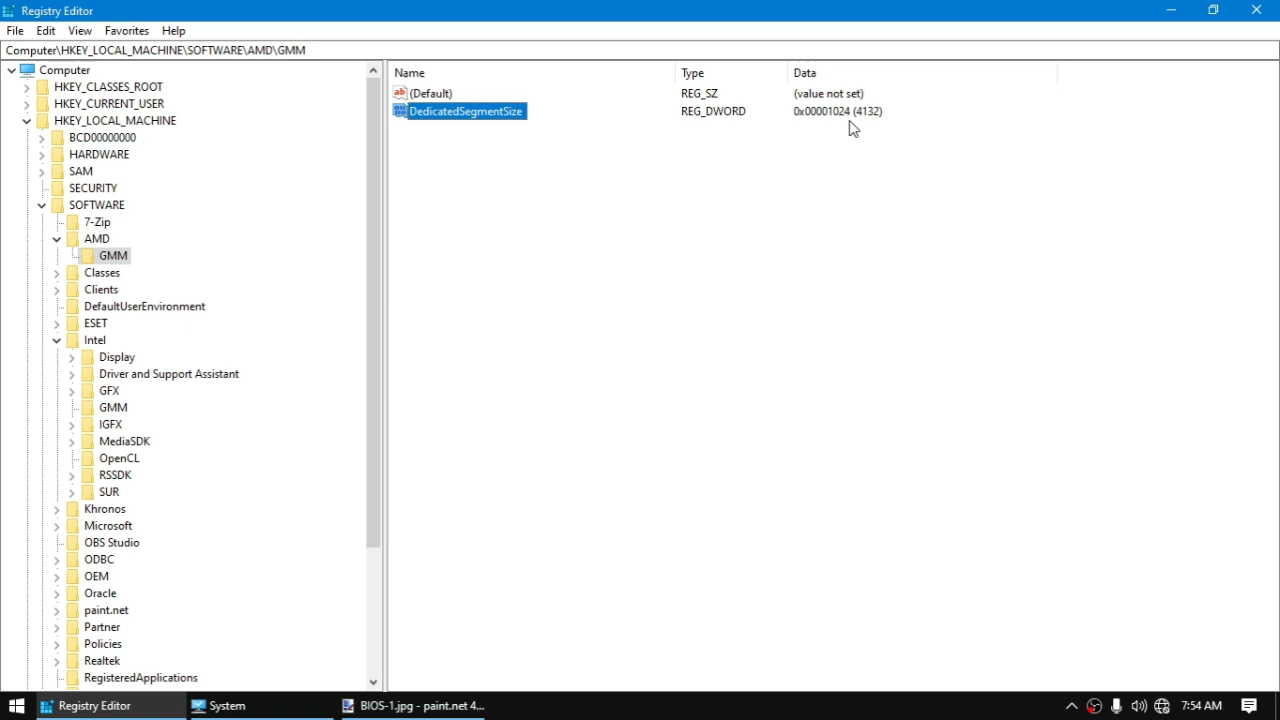 Registry Editor
File Edit View Favorites Help
Computer\HKEY_LOCAL_MACHINE\SOFTWARE\AMD\GMM
Computer
HKEY_CLASSES_ROOT
HKEY_CURRENT_USER
HKEY_LOCAL_MACHINE
BCD00000000
HARDWARE
SAM
SECURITY
SOFTWARE
7-Zip
AMD
GMM
Classes
Clients
DefaultUserEnvironment
ESET
Intel
Display
Driver and Support Assistant
GFX
GMM
IGFX
MediaSDK
OpenCL
RSSDK
SUR
Khronos
Microsoft
OBS Studio
ODBC
OEM
Oracle
paint.net
Partner
Policies
Realtek
RegisteredApplications
Name Type Data
ab (Default) REG_SZ (value not set)
DedicatedSegmentSize REG_DWORD 0x00001024 (4132)
Registry Editor System BIOS-1.jpg - paint.net 4... 7:54 AM